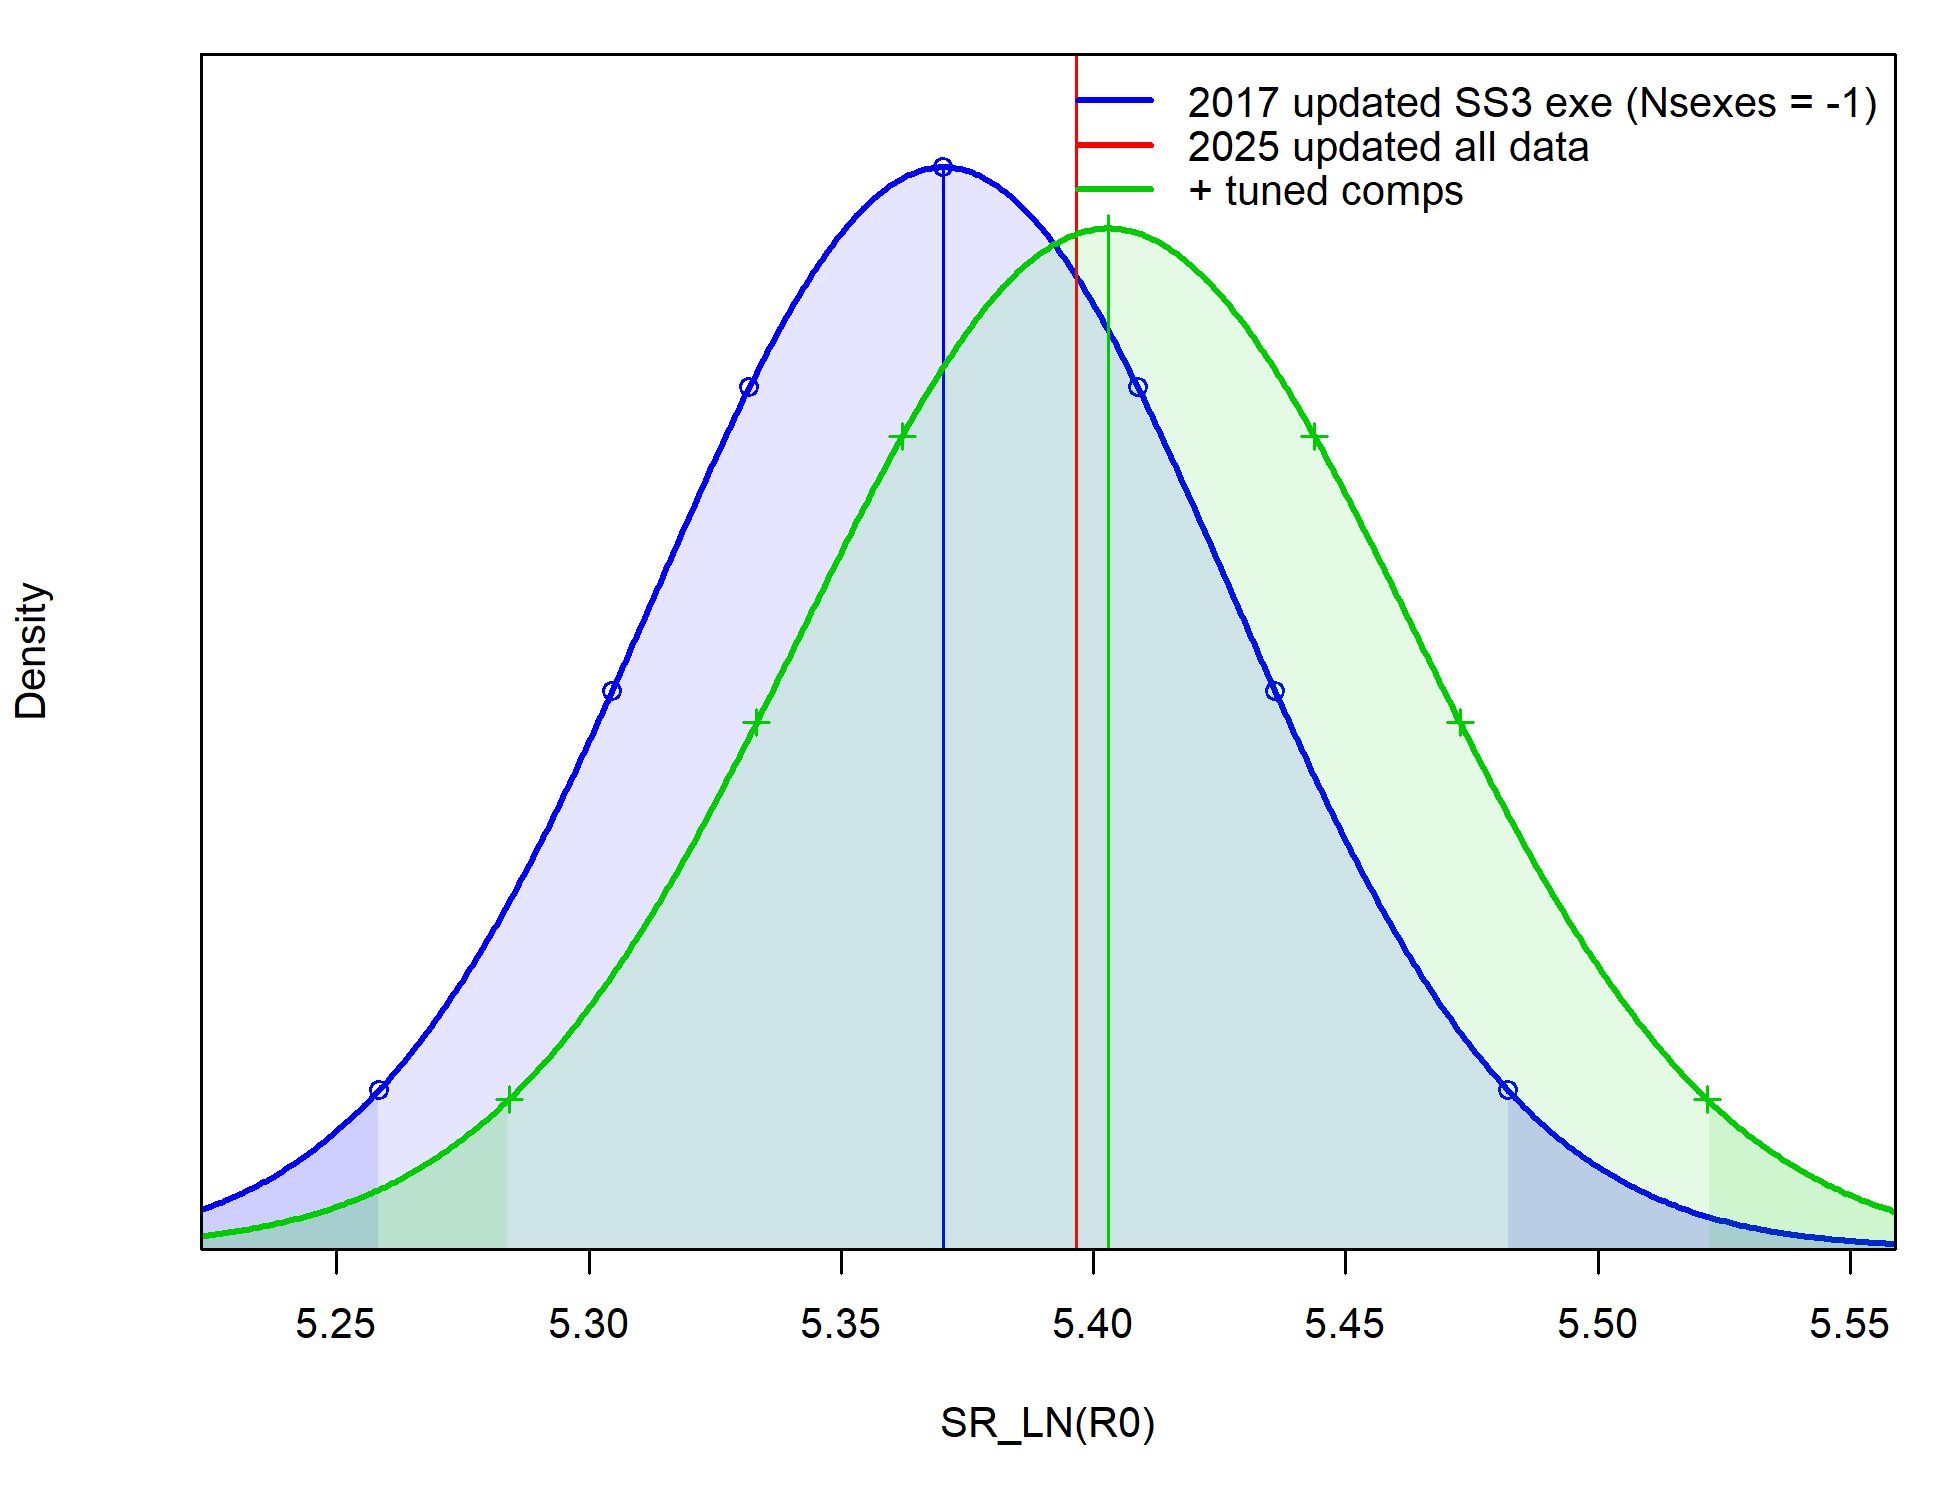 2017 updated SS3 exe (Nsexes = -1)
2025 updated all data
+ tuned comps
Density
5.25 5.30 5.35 5.40 5.45 5.50 5.55
SR_LN(R0)